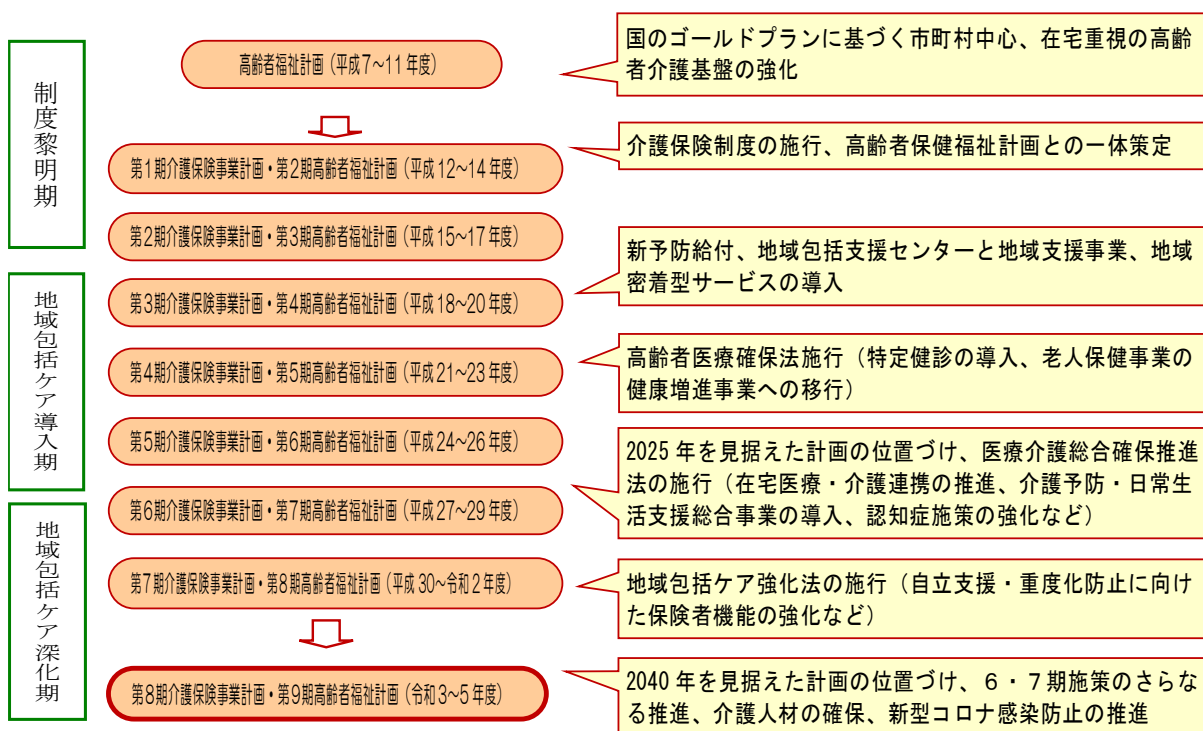 制度黎明期
高齢者福祉計画（平成7～11年度）
国のゴールドプランに基づく市町村中心、在宅重視の高齢
者介護基盤の強化
第1期介護保険事業計画・第2期高齢者福祉計画（平成12～14年度）
介護保険制度の施行、高齢者保健福祉計画との一体策定
第2期介護保険事業計画・第3期高齢者福祉計画（平成15～17年度）
地域包括ケア導入期
第3期介護保険事業計画・第4期高齢者福祉計画（平成18～20年度）
新予防給付、地域包括支援センターと地域支援事業、地域
密着型サービスの導入
第4期介護保険事業計画・第5期高齢者福祉計画（平成21～23年度）
高齢者医療確保法施行（特定健診の導入、老人保健事業の
健康増進事業への移行）
第5期介護保険事業計画・第6期高齢者福祉計画（平成24～26年度）
地域包括ケア深化期
第6期介護保険事業計画・第7期高齢者福祉計画（平成27～29年度）
2025年を見据えた計画の位置づけ、医療介護総合確保推進
法の施行（在宅医療・介護連携の推進、介護予防・日常生
活支援総合事業の導入、認知症施策の強化など）
第7期介護保険事業計画・第8期高齢者福祉計画（平成30～令和2年度）
地域包括ケア強化法の施行（自立支援・重度化防止に向け
た保険者機能の強化など）
第8期介護保険事業計画・第9期高齢者福祉計画（令和3～5年度）
2040年を見据えた計画の位置づけ、６・７期施策のさらな
る推進、介護人材の確保、新型コロナ感染防止の推進